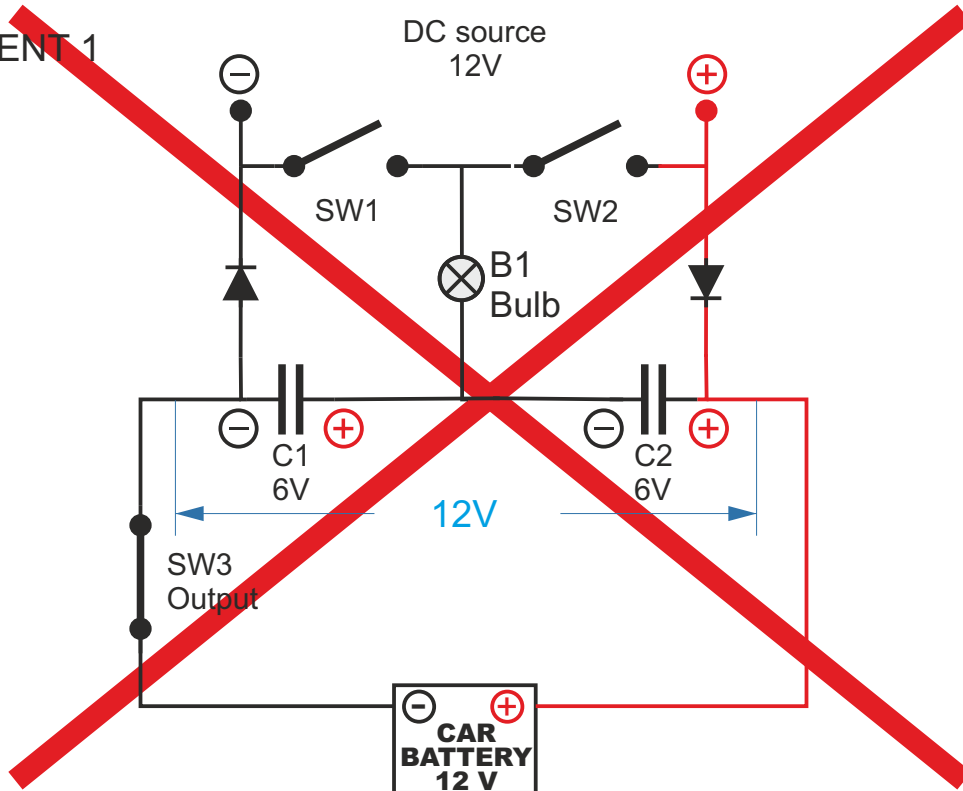 ENT 1
DC source
12V
SW1
SW2
B1
Bulb
C1
6V
C2
6V
12V
SW3
Output
CAR
BATTERY
12 V